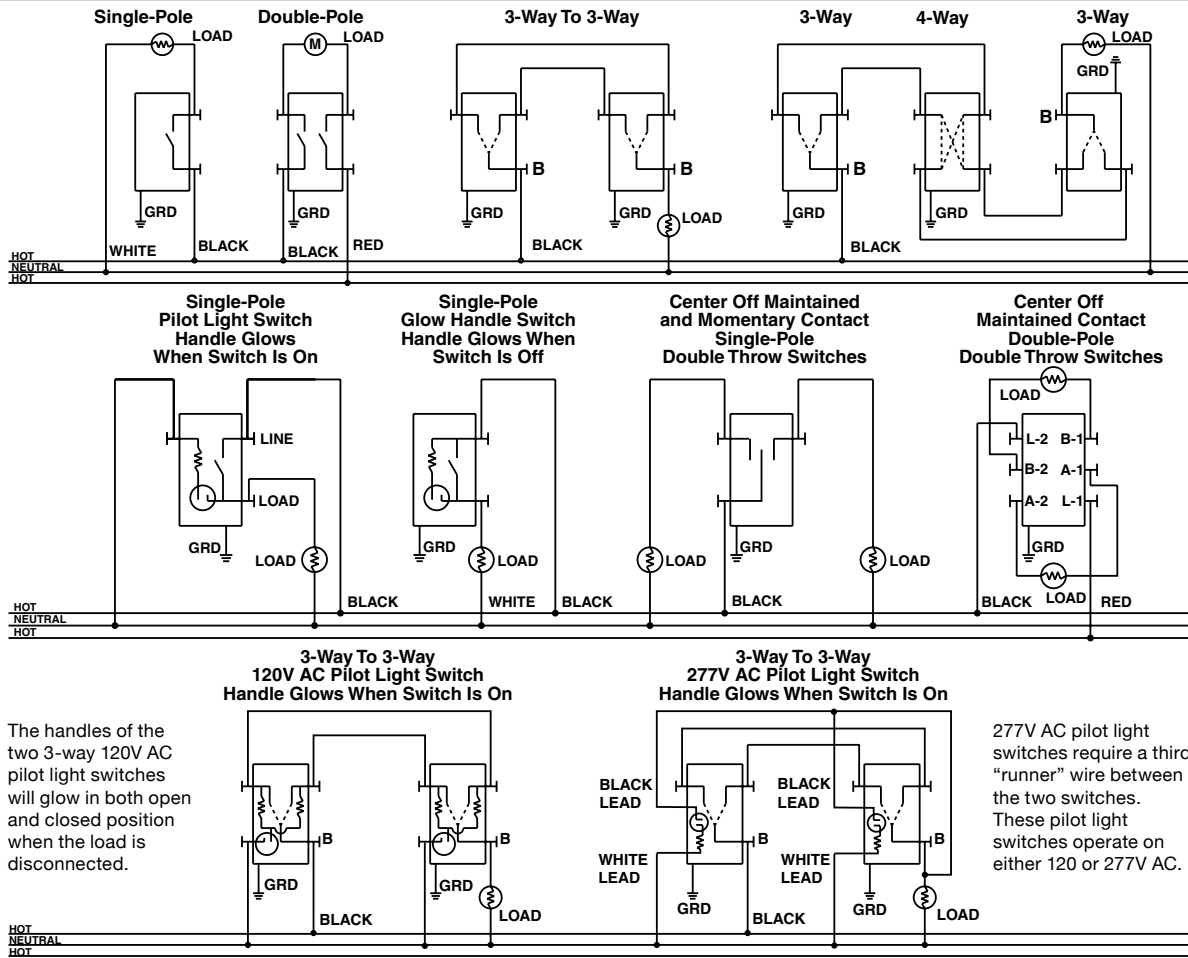 Single-Pole
Double-Pole
3-Way To 3-Way
3-Way
4-Way
3-Way
LOAD
M
LOAD
LOAD
GRD
B
B
B
B
GRD
GRD
GRD
GRD
GRD
GRD
LOAD
WHITE
BLACK
BLACK
RED
BLACK
BLACK
HOT
NEUTRAL
HOT
Single-Pole
Pilot Light Switch
Handle Glows
When Switch Is On
Single-Pole
Glow Handle Switch
Handle Glows When
Switch Is Off
Center Off Maintained
and Momentary Contact
Single-Pole
Double Throw Switches
Center Off
Maintained Contact
Double-Pole
Double Throw Switches
LOAD
LINE
L-2 B-1
B-2 A-1
LOAD
A-2 L-1
GRD
LOAD
GRD
LOAD
LOAD
GRD
LOAD
GRD
LOAD
BLACK
WHITE
BLACK
BLACK
BLACK
RED
HOT
NEUTRAL
HOT
3-Way To 3-Way
120V AC Pilot Light Switch
Handle Glows When Switch Is On
3-Way To 3-Way
277V AC Pilot Light Switch
Handle Glows When Switch Is On
The handles of the
two 3-way 120V AC
pilot light switches
will glow in both open
and closed position
when the load is
disconnected.
B
B
GRD
GRD
LOAD
BLACK
BLACK
LEAD
BLACK
LEAD
B
B
WHITE
LEAD
WHITE
LEAD
GRD
GRD
BLACK
LOAD
277V AC pilot light
switches require a third
“runner” wire between
the two switches.
These pilot light
switches operate on
either 120 or 277V AC.
HOT
NEUTRAL
HOT